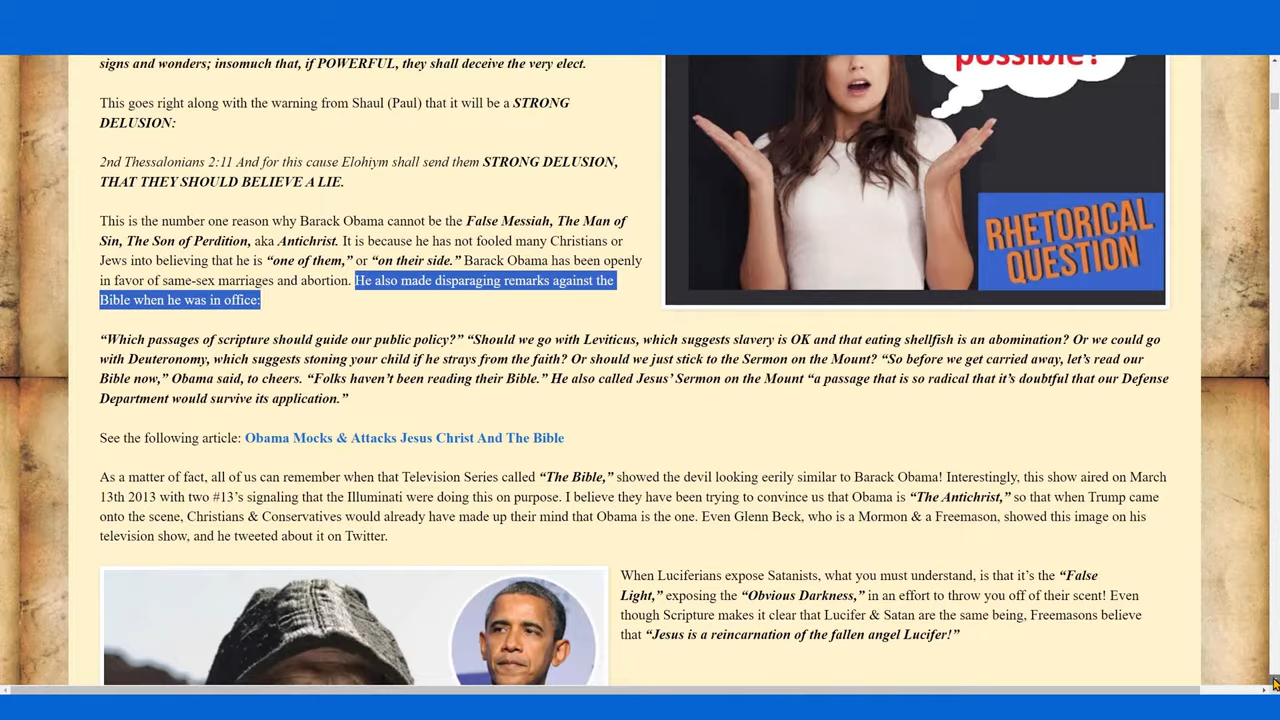 signs and wonders; insomuch that, if POWERFUL, they shall deceive the very elect.
possible?
This goes right along with the warning from Shaul (Paul) that it will be a STRONG
DELUSION:
2nd Thessalonians 2:11 And for this cause Elohiym shall send them STRONG DELUSION,
THAT THEY SHOULD BELIEVE A LIE.
This is the number one reason why Barack Obama cannot be the False Messiah, The Man of
Sin, The Son of Perdition, aka Antichrist. It is because he has not fooled many Christians or
Jews into believing that he is “one of them,” or “on their side.” Barack Obama has been openly
in favor of same-sex marriages and abortion. He also made disparaging remarks against the
Bible when he was in office:
RHETORICAL
QUESTION
“Which passages of scripture should guide our public policy?” “Should we go with Leviticus, which suggests slavery is OK and that eating shellfish is an abomination? Or we could go
with Deuteronomy, which suggests stoning your child if he strays from the faith? Or should we just stick to the Sermon on the Mount? “So before we get carried away, let’s read our
Bible now,” Obama said, to cheers. “Folks haven’t been reading their Bible.” He also called Jesus’ Sermon on the Mount “a passage that is so radical that it’s doubtful that our Defense
Department would survive its application.”
See the following article: Obama Mocks & Attacks Jesus Christ And The Bible
As a matter of fact, all of us can remember when that Television Series called “The Bible,” showed the devil looking eerily similar to Barack Obama! Interestingly, this show aired on March
13th 2013 with two #13’s signaling that the Illuminati were doing this on purpose. I believe they have been trying to convince us that Obama is “The Antichrist,” so that when Trump came
onto the scene, Christians & Conservatives would already have made up their mind that Obama is the one. Even Glenn Beck, who is a Mormon & a Freemason, showed this image on his
television show, and he tweeted about it on Twitter.
When Luciferians expose Satanists, what you must understand, is that it’s the “False
Light,” exposing the “Obvious Darkness,” in an effort to throw you off of their scent! Even
though Scripture makes it clear that Lucifer & Satan are the same being, Freemasons believe
that “Jesus is a reincarnation of the fallen angel Lucifer!”